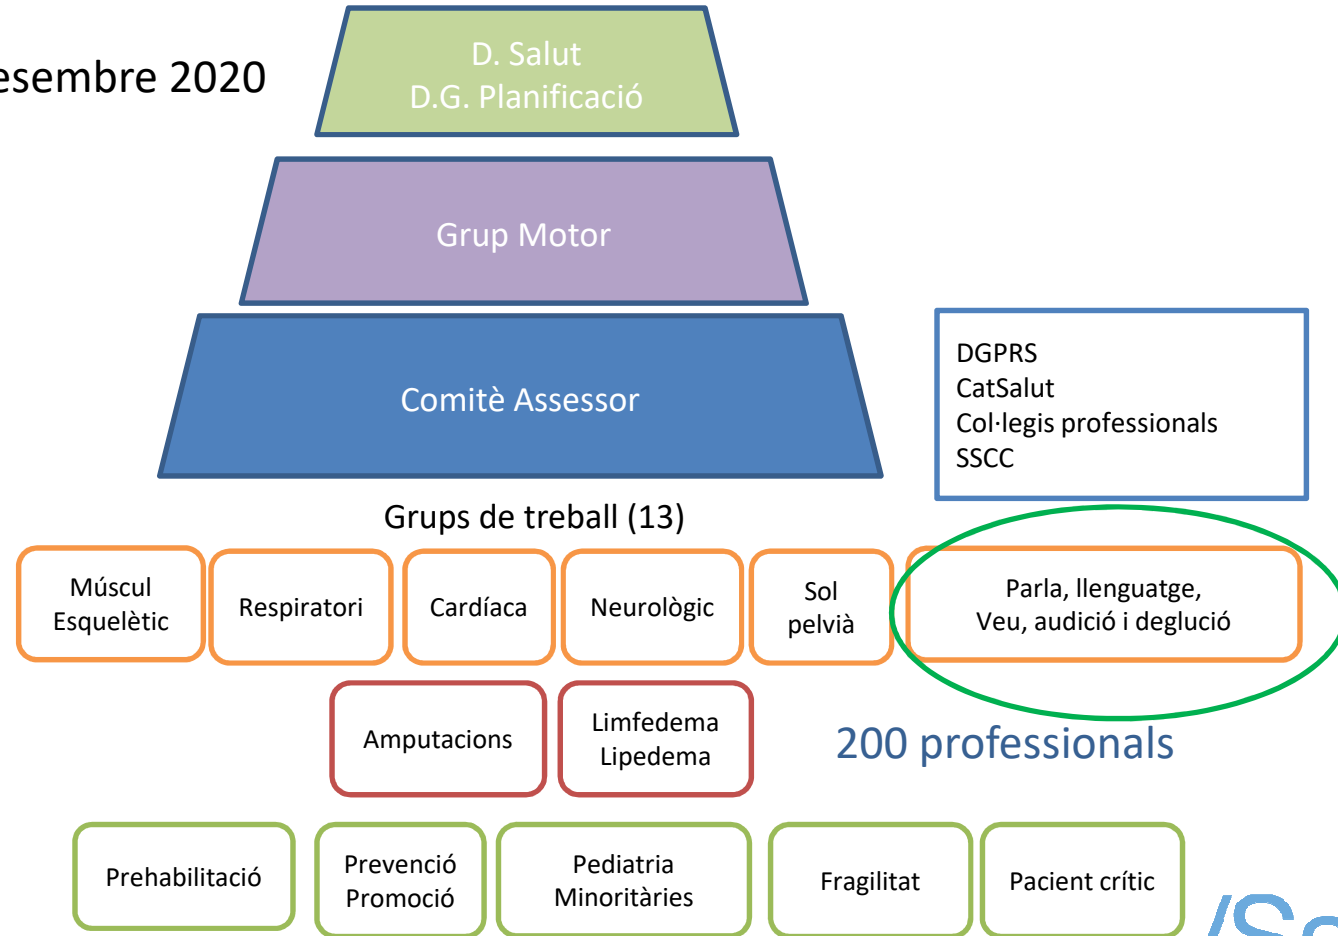 esembre 2020
D. Salut
D.G. Planificació
Grup Motor
Comitè Assessor
DGPRS
CatSalut
Col·legis professionals
SSCC
Grups de treball (13)
Múscul
Esquelètic
Respiratori
Cardíaca
Neurològic
Sol
pelvià
Parla, llenguatge,
Veu, audició i deglució
Amputacions
Limfedema
Lipedema
200 professionals
Prehabilitació
Prevenció
Promoció
Pediatria
Minoritàries
Fragilitat
Pacient crític